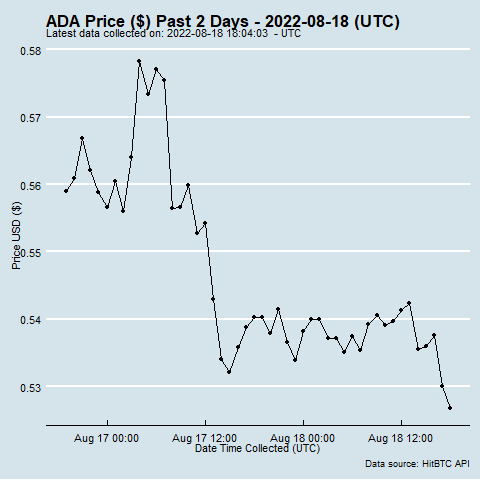 ADA Price ($) Past 2 Days - 2022-08-18 (UTC)
Latest data collected on: 2022-08-18 18:04:03 - UTC
0.58
0.57
0.56
0.55
0.54
0.53
Price USD ($)
Aug 17 00:00
Aug 17 12:00
Aug 18 00:00
Aug 18 12:00
Date Time Collected (UTC)
Data source: HitBTC API